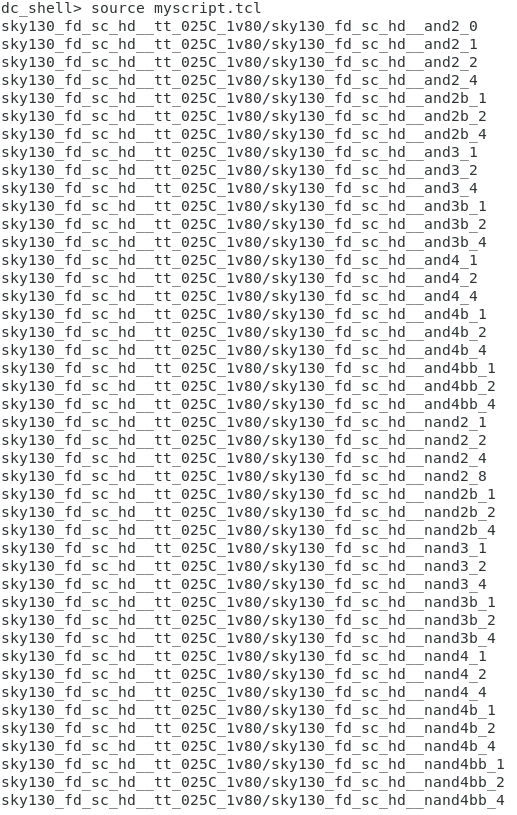 dc_shell> source myscript.tcl
sky130_fd_sc_hd__tt_025C_1v80/sky130_fd_sc_hd__and2_0
sky130_fd_sc_hd__tt_025C_1v80/sky130_fd_sc_hd__and2_1
sky130_fd_sc_hd__tt_025C_1v80/sky130_fd_sc_hd__and2_2
sky130_fd_sc_hd__tt_025C_1v80/sky130_fd_sc_hd__and2_4
sky130_fd_sc_hd__tt_025C_1v80/sky130_fd_sc_hd__and2b_1
sky130_fd_sc_hd__tt_025C_1v80/sky130_fd_sc_hd__and2b_2
sky130_fd_sc_hd__tt_025C_1v80/sky130_fd_sc_hd__and2b_4
sky130_fd_sc_hd__tt_025C_1v80/sky130_fd_sc_hd__and3_1
sky130_fd_sc_hd__tt_025C_1v80/sky130_fd_sc_hd__and3_2
sky130_fd_sc_hd__tt_025C_1v80/sky130_fd_sc_hd__and3_4
sky130_fd_sc_hd__tt_025C_1v80/sky130_fd_sc_hd__and3b_1
sky130_fd_sc_hd__tt_025C_1v80/sky130_fd_sc_hd__and3b_2
sky130_fd_sc_hd__tt_025C_1v80/sky130_fd_sc_hd__and3b_4
sky130_fd_sc_hd__tt_025C_1v80/sky130_fd_sc_hd__and4_1
sky130_fd_sc_hd__tt_025C_1v80/sky130_fd_sc_hd__and4_2
sky130_fd_sc_hd__tt_025C_1v80/sky130_fd_sc_hd__and4_4
sky130_fd_sc_hd__tt_025C_1v80/sky130_fd_sc_hd__and4b_1
sky130_fd_sc_hd__tt_025C_1v80/sky130_fd_sc_hd__and4b_2
sky130_fd_sc_hd__tt_025C_1v80/sky130_fd_sc_hd__and4b_4
sky130_fd_sc_hd__tt_025C_1v80/sky130_fd_sc_hd__and4bb_1
sky130_fd_sc_hd__tt_025C_1v80/sky130_fd_sc_hd__and4bb_2
sky130_fd_sc_hd__tt_025C_1v80/sky130_fd_sc_hd__and4bb_4
sky130_fd_sc_hd__tt_025C_1v80/sky130_fd_sc_hd__nand2_1
sky130_fd_sc_hd__tt_025C_1v80/sky130_fd_sc_hd__nand2_2
sky130_fd_sc_hd__tt_025C_1v80/sky130_fd_sc_hd__nand2_4
sky130_fd_sc_hd__tt_025C_1v80/sky130_fd_sc_hd__nand2_8
sky130_fd_sc_hd__tt_025C_1v80/sky130_fd_sc_hd__nand2b_1
sky130_fd_sc_hd__tt_025C_1v80/sky130_fd_sc_hd__nand2b_2
sky130_fd_sc_hd__tt_025C_1v80/sky130_fd_sc_hd__nand2b_4
sky130_fd_sc_hd__tt_025C_1v80/sky130_fd_sc_hd__nand3_1
sky130_fd_sc_hd__tt_025C_1v80/sky130_fd_sc_hd__nand3_2
sky130_fd_sc_hd__tt_025C_1v80/sky130_fd_sc_hd__nand3_4
sky130_fd_sc_hd__tt_025C_1v80/sky130_fd_sc_hd__nand3b_1
sky130_fd_sc_hd__tt_025C_1v80/sky130_fd_sc_hd__nand3b_2
sky130_fd_sc_hd__tt_025C_1v80/sky130_fd_sc_hd__nand3b_4
sky130_fd_sc_hd__tt_025C_1v80/sky130_fd_sc_hd__nand4_1
sky130_fd_sc_hd__tt_025C_1v80/sky130_fd_sc_hd__nand4_2
sky130_fd_sc_hd__tt_025C_1v80/sky130_fd_sc_hd__nand4_4
sky130_fd_sc_hd__tt_025C_1v80/sky130_fd_sc_hd__nand4b_1
sky130_fd_sc_hd__tt_025C_1v80/sky130_fd_sc_hd__nand4b_2
sky130_fd_sc_hd__tt_025C_1v80/sky130_fd_sc_hd__nand4b_4
sky130_fd_sc_hd__tt_025C_1v80/sky130_fd_sc_hd__nand4bb_1
sky130_fd_sc_hd__tt_025C_1v80/sky130_fd_sc_hd__nand4bb_2
sky130_fd_sc_hd__tt_025C_1v80/sky130_fd_sc_hd__nand4bb_4